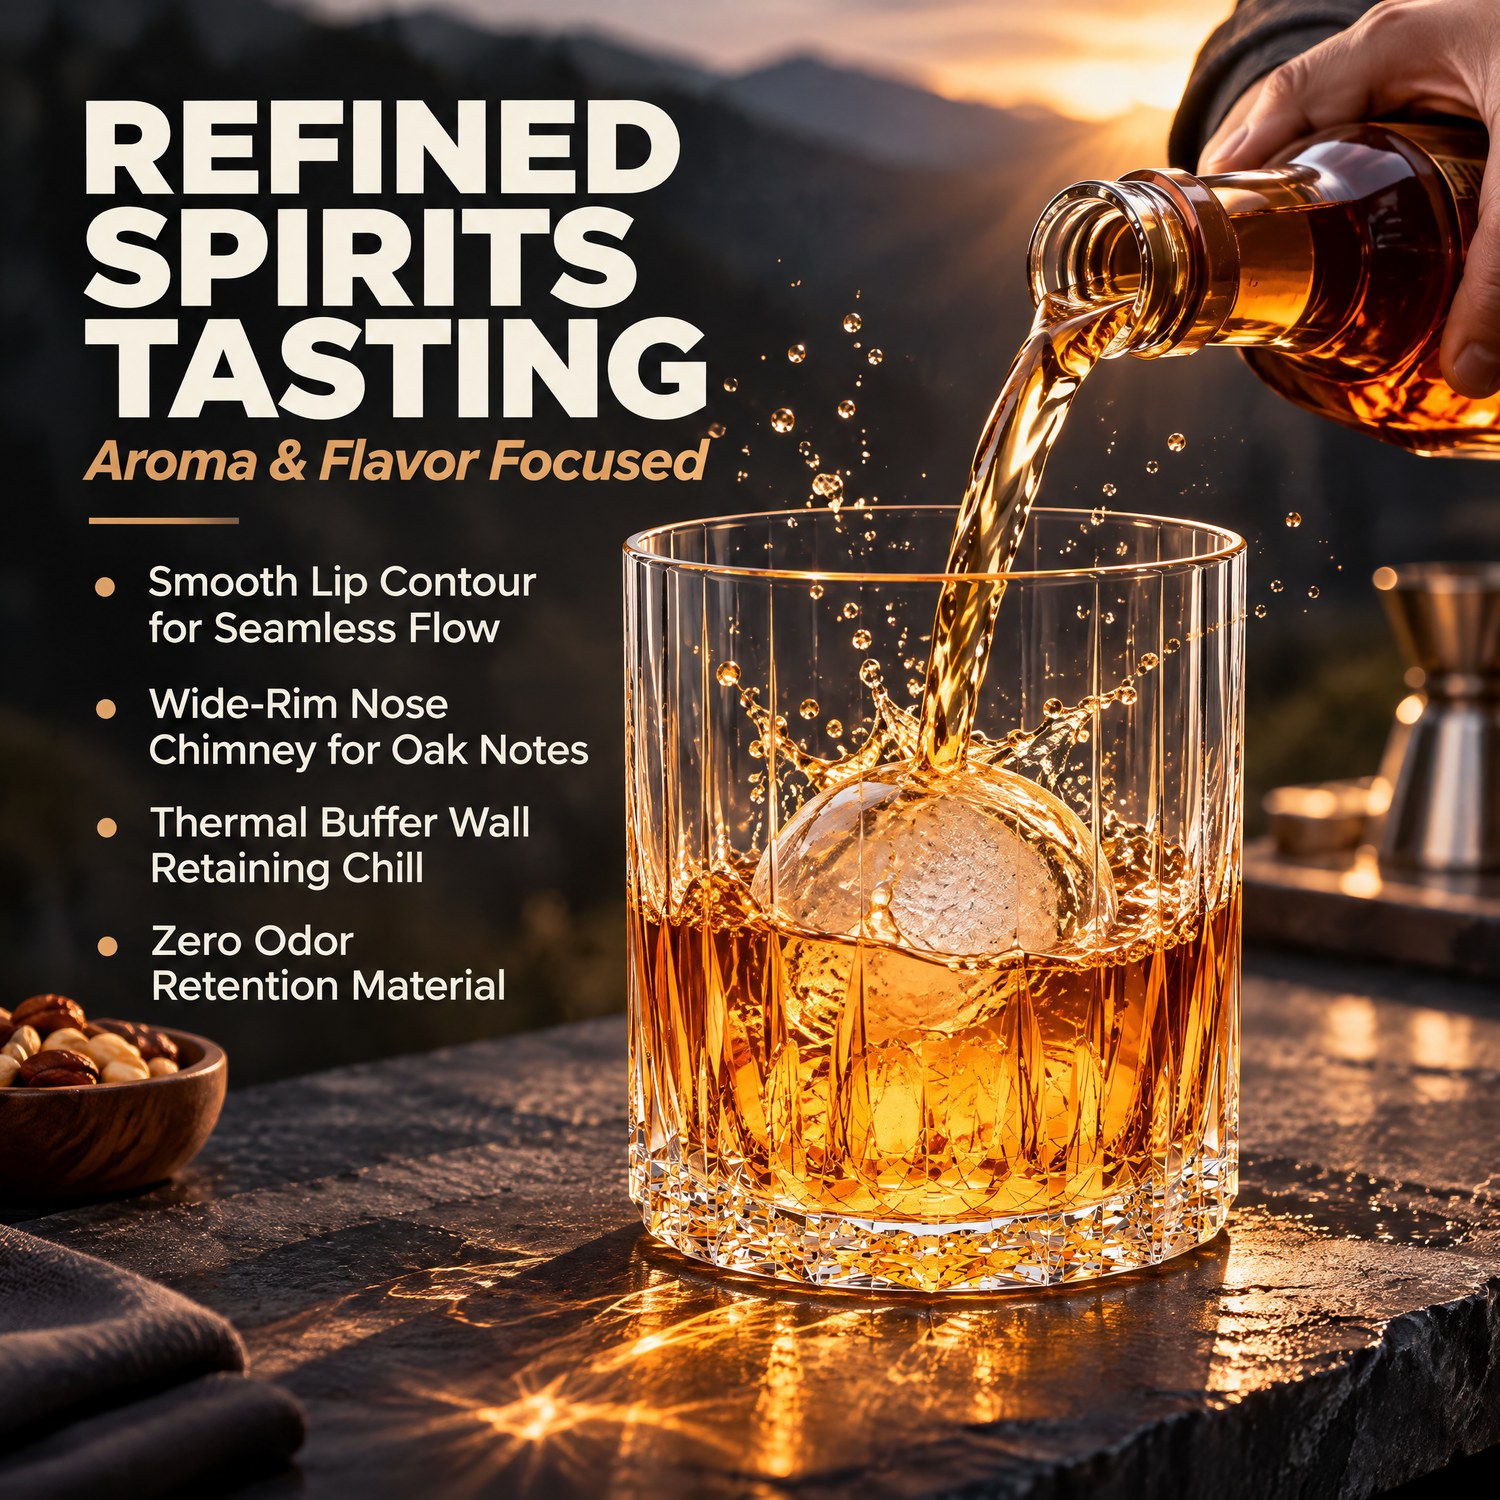 REFINED
SPIRITS
TASTING
Aroma & Flavor Focused
Smooth Lip Contour
for Seamless Flow
Wide-Rim Nose
Chimney for Oak Notes
Thermal Buffer Wall
Retaining Chill
Zero Odor
Retention Material